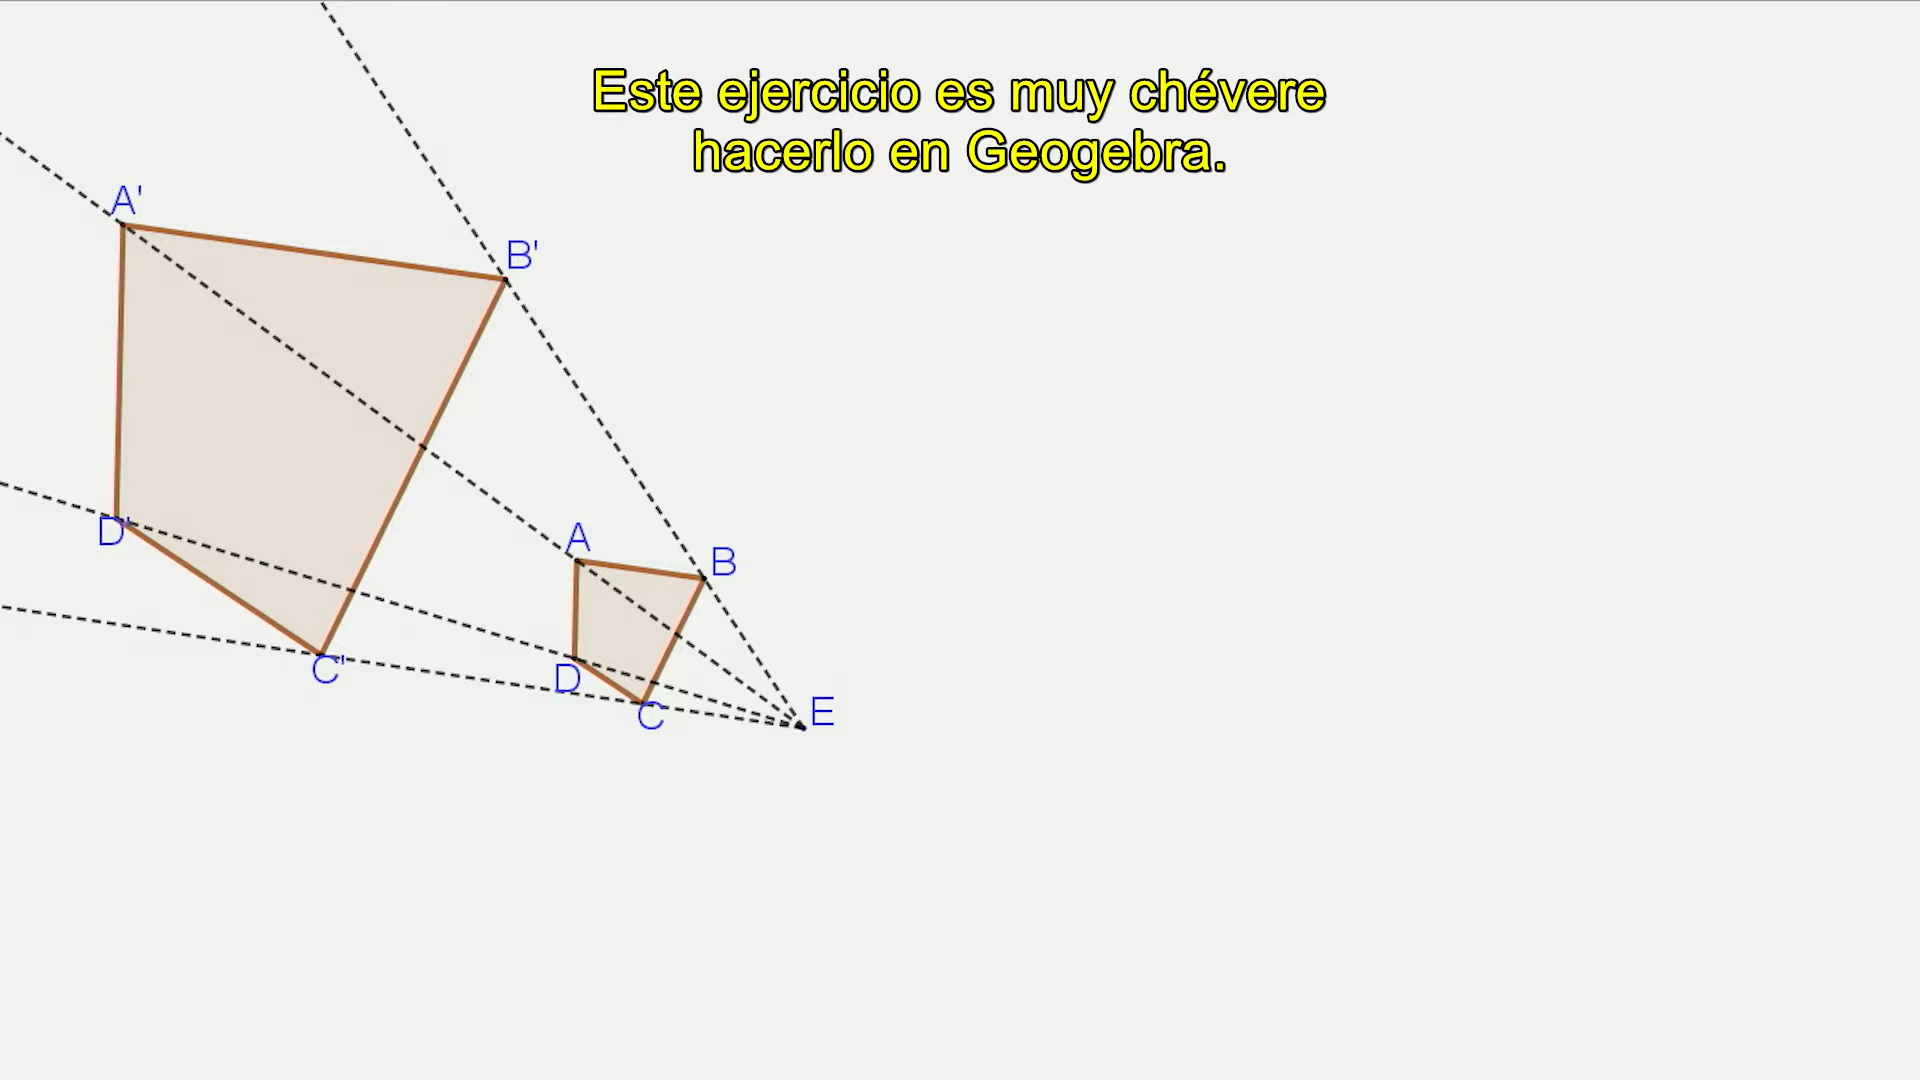 Este ejercicio es muy chévere
hacerlo en Geogebra.
A'
B'
A
B
D'
C'
D
C
E